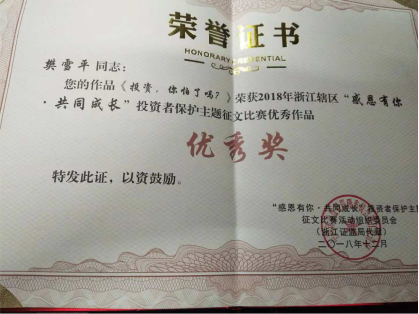 荣誉证书
HONORARY CREDENTIAL
樊雪平同志：
您的作品《投资，你怕了吗？》荣获2018年浙江辖区“感恩有你
·共同成长”投资者保护主题征文比赛优秀作品
优秀奖
特发此证，以资鼓励。
“感恩有你·共同成长”投资者保护主
征文比赛活动组织委员会
（浙江证监局代章）
二〇一八年十二月